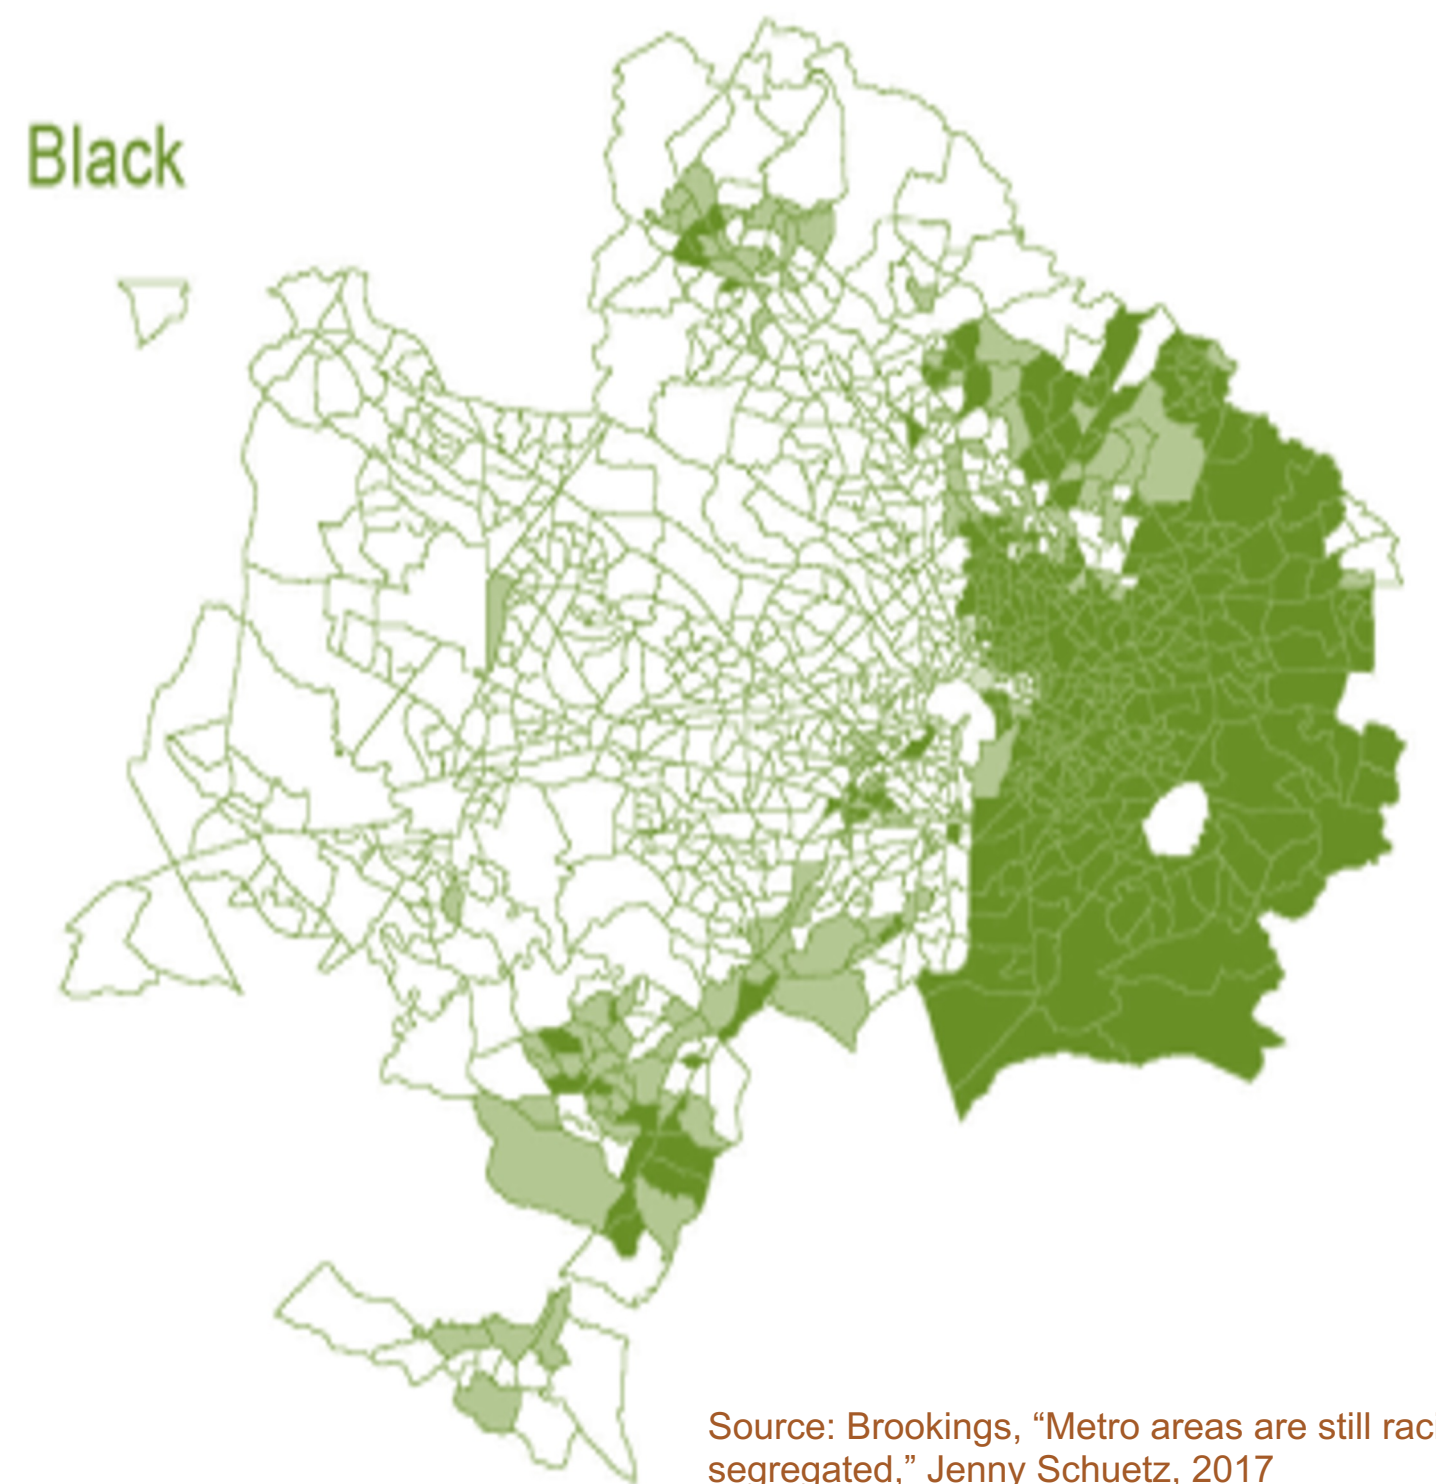 Black
Source: Brookings, “Metro areas are still rac
segregated,” Jenny Schuetz, 2017